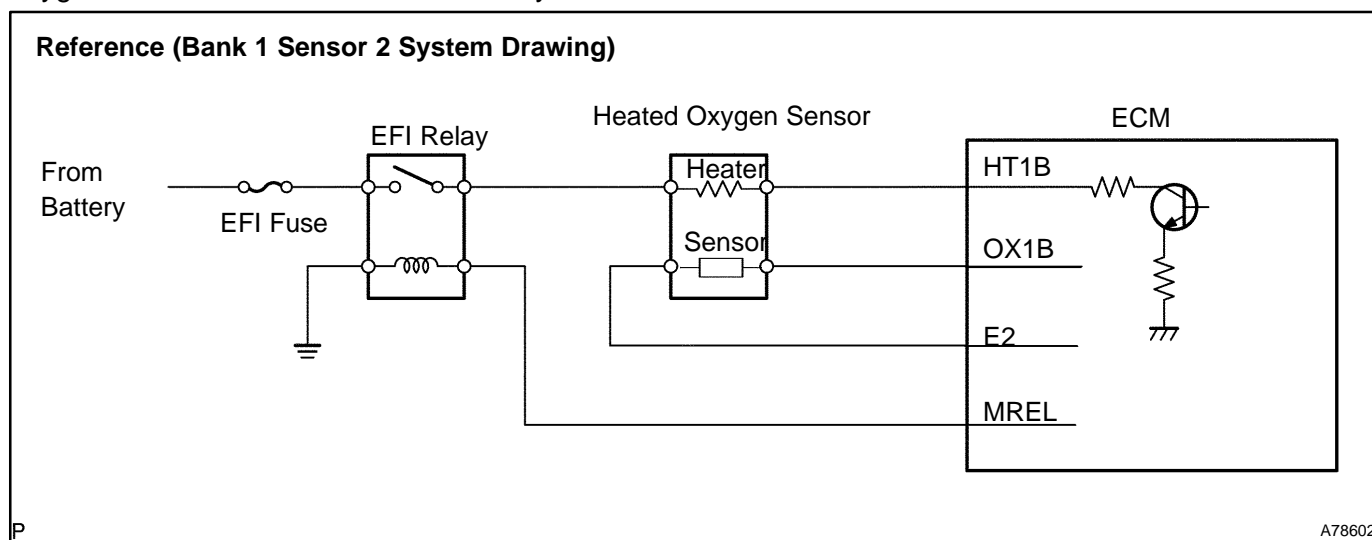 Reference (Bank 1 Sensor 2 System Drawing)
Heated Oxygen Sensor
ECM
EFI Relay
From
Battery
EFI Fuse
Heater
Sensor
HT1B
OX1B
E2
MREL
P
A78602